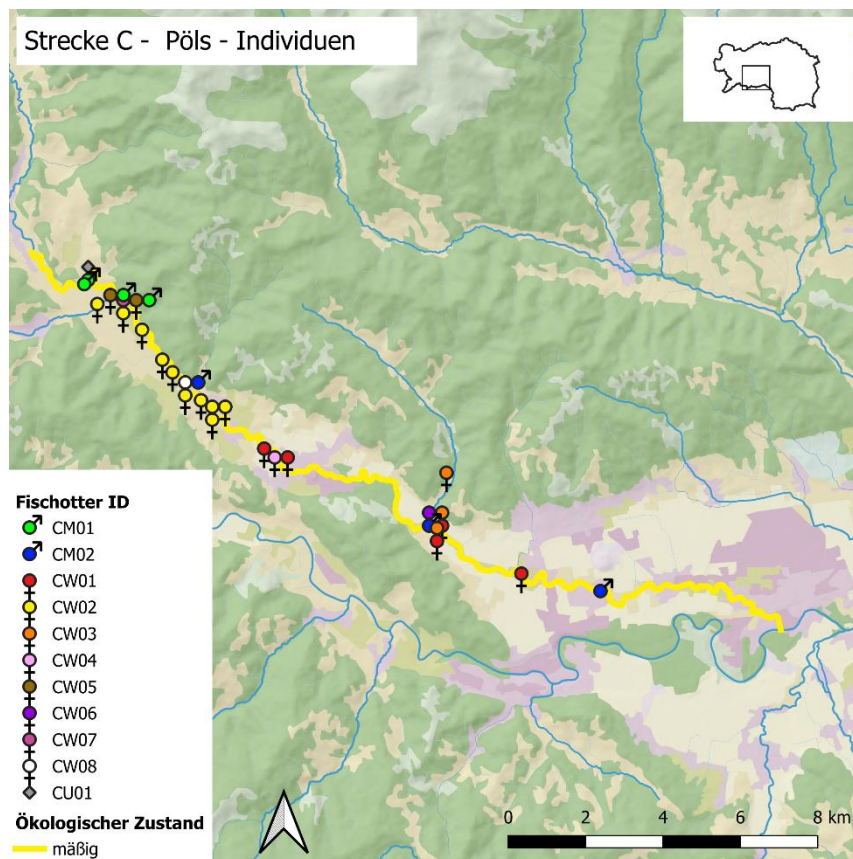 Strecke C - Pöls - Individuen
Fischotter ID
CM01
CM02
CW01
CW02
CW03
CW04
CW05
CW06
CW07
CW08
CU01
Ökologischer Zustand
mäßig
0 2 4 6 8 km